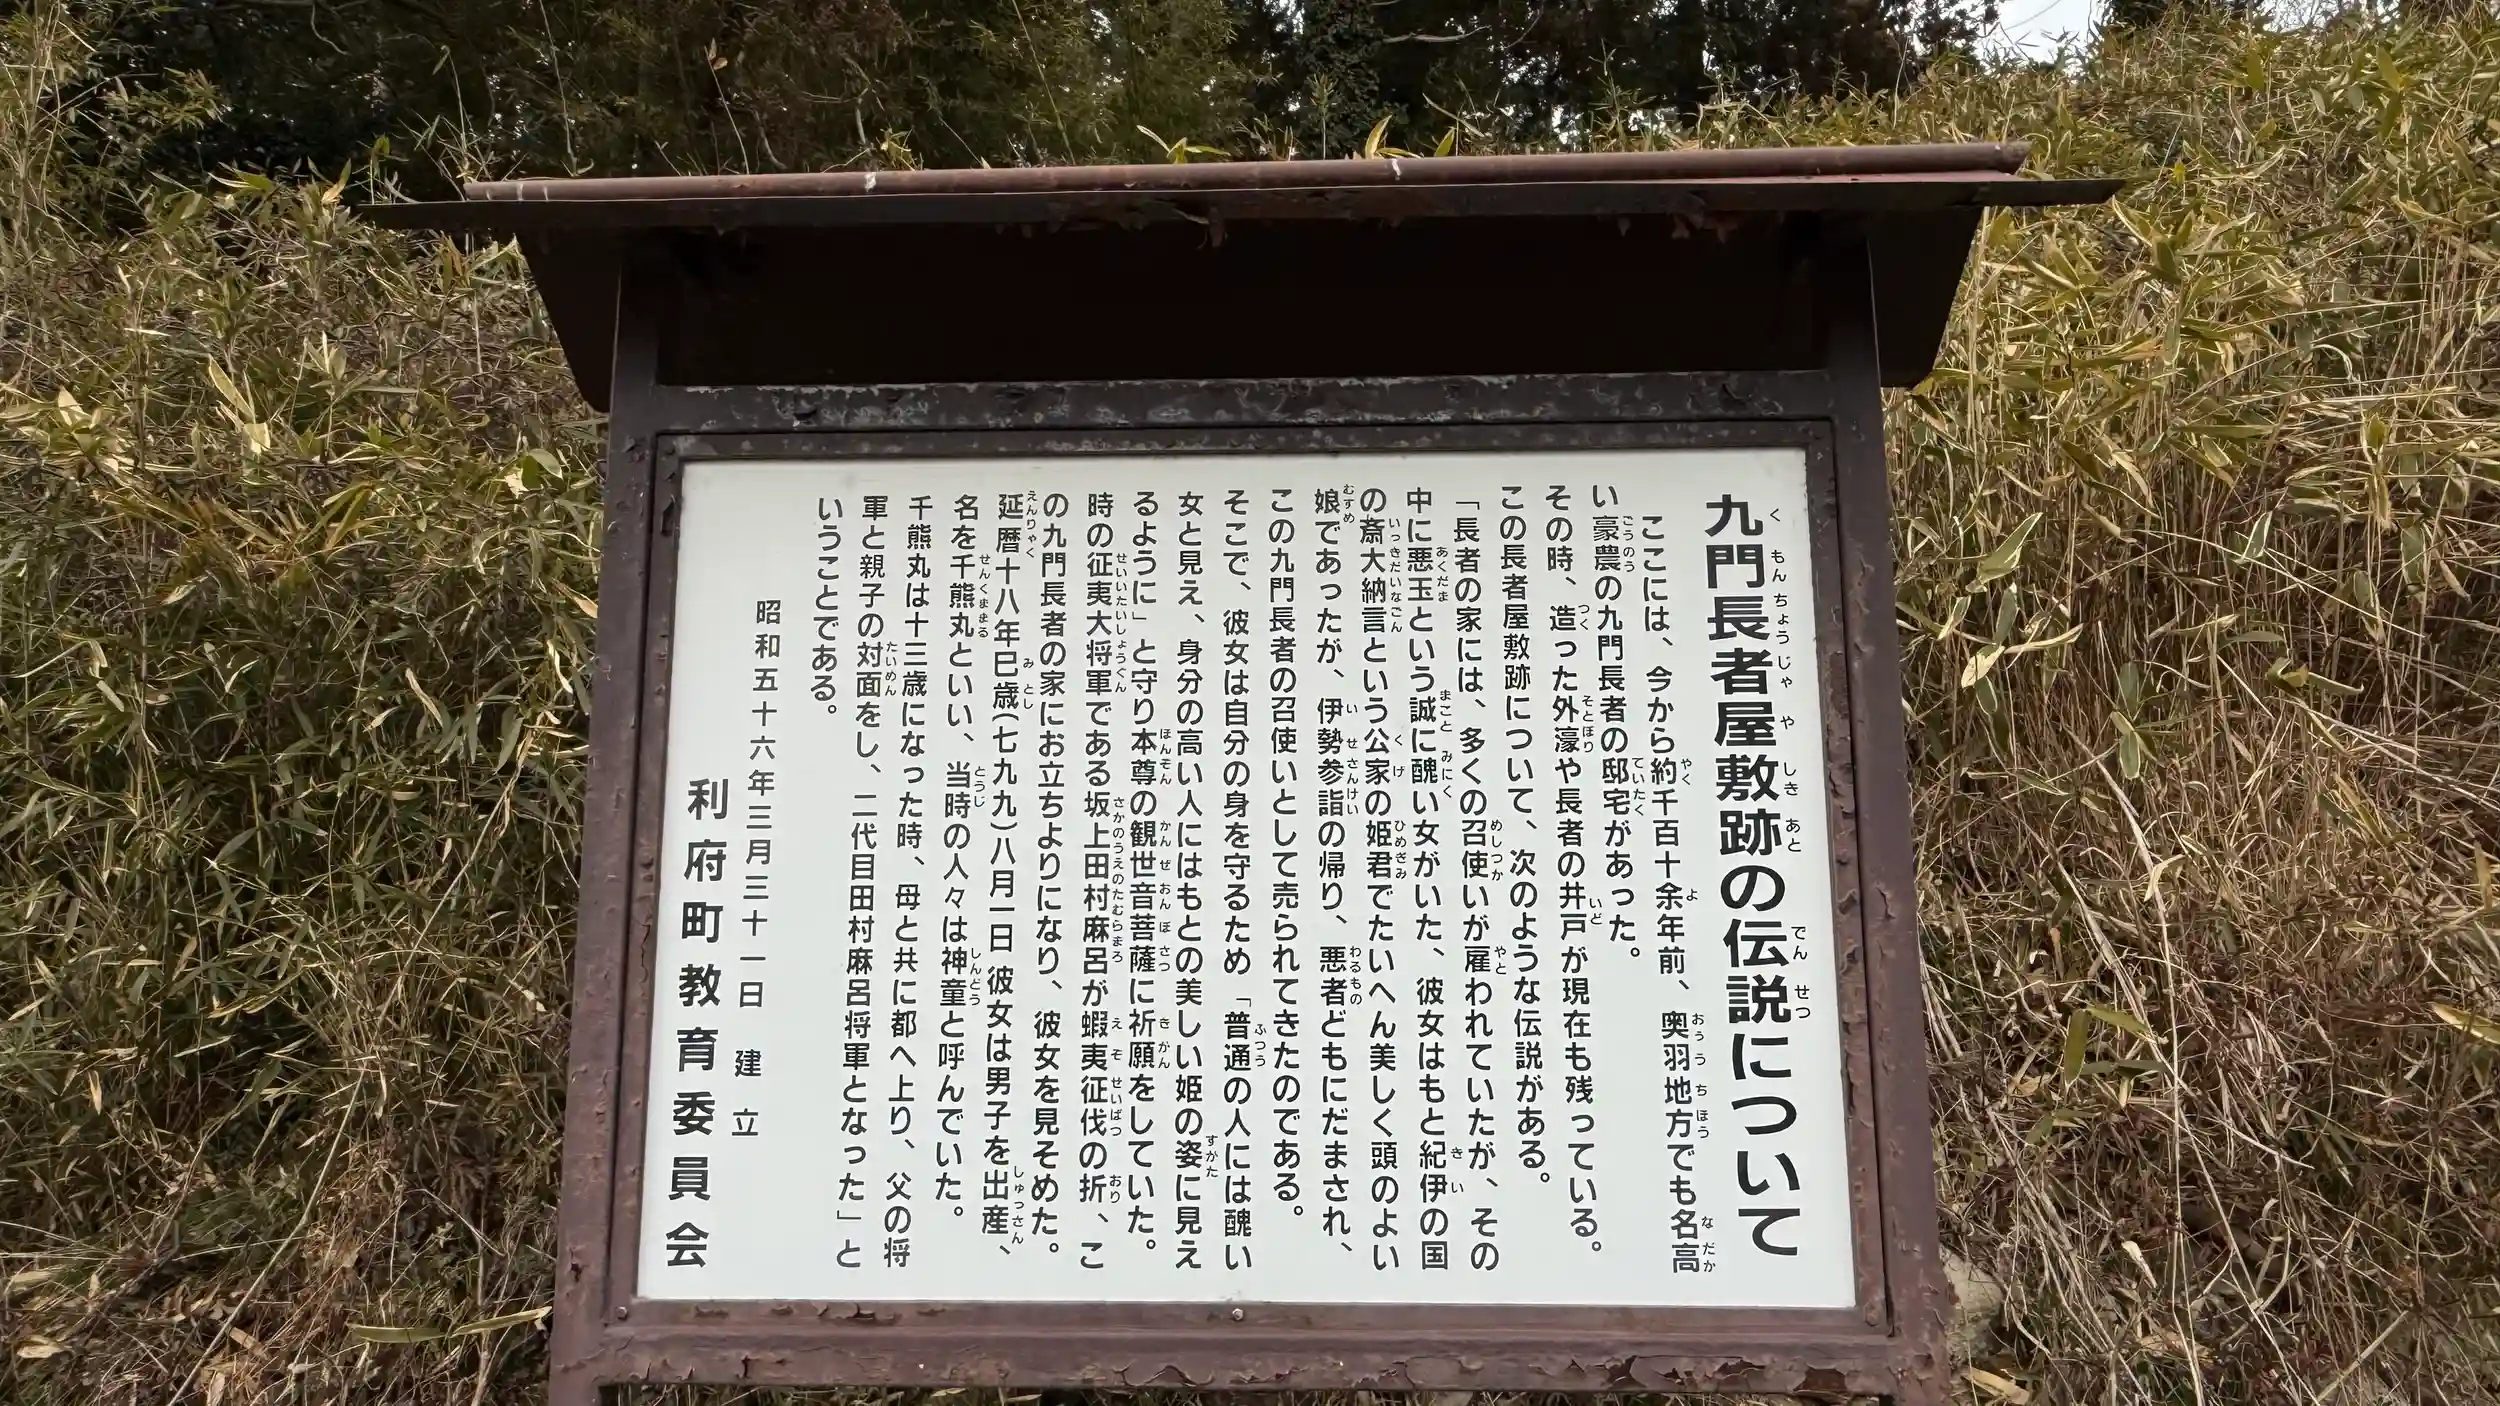 九門長者屋敷跡の伝説について
ここには、今から約千百十余年前、奥羽地方でも名高
い豪農の九門長者の邸宅があった。
その時、造った外濠や長者の井戸が現在も残っている。
この長者屋敷跡について、次のような伝説がある。
「長者の家には、多くの召使いが雇われていたが、その
中に悪玉という誠に醜い女がいた、彼女はもと紀伊の国
の斎大納言という公家の姫君でたいへん美しく頭のよい
娘であったが、伊勢参詣の帰り、悪者どもにだまされ、
この九門長者の召使いとして売られてきたのである。
そこで、彼女は自分の身を守るため「普通の人には醜い
女と見え、身分の高い人にはもとの美しい姫の姿に見え
るように」と守り本尊の観世音菩薩に祈願をしていた。
時の征夷大将軍である坂上田村麻呂が蝦夷征伐の折、こ
の九門長者の家にお立ちよりになり、彼女を見そめた。
延暦十八年巳歳(七九九)八月一日彼女は男子を出産、
名を千熊丸といい、当時の人々は神童と呼んでいた。
千熊丸は十三歳になった時、母と共に都へ上り、父の将
軍と親子の対面をし、二代目田村麻呂将軍となった」と
いうことである。
昭和五十六年三月三十一日 建立
利府町教育委員会